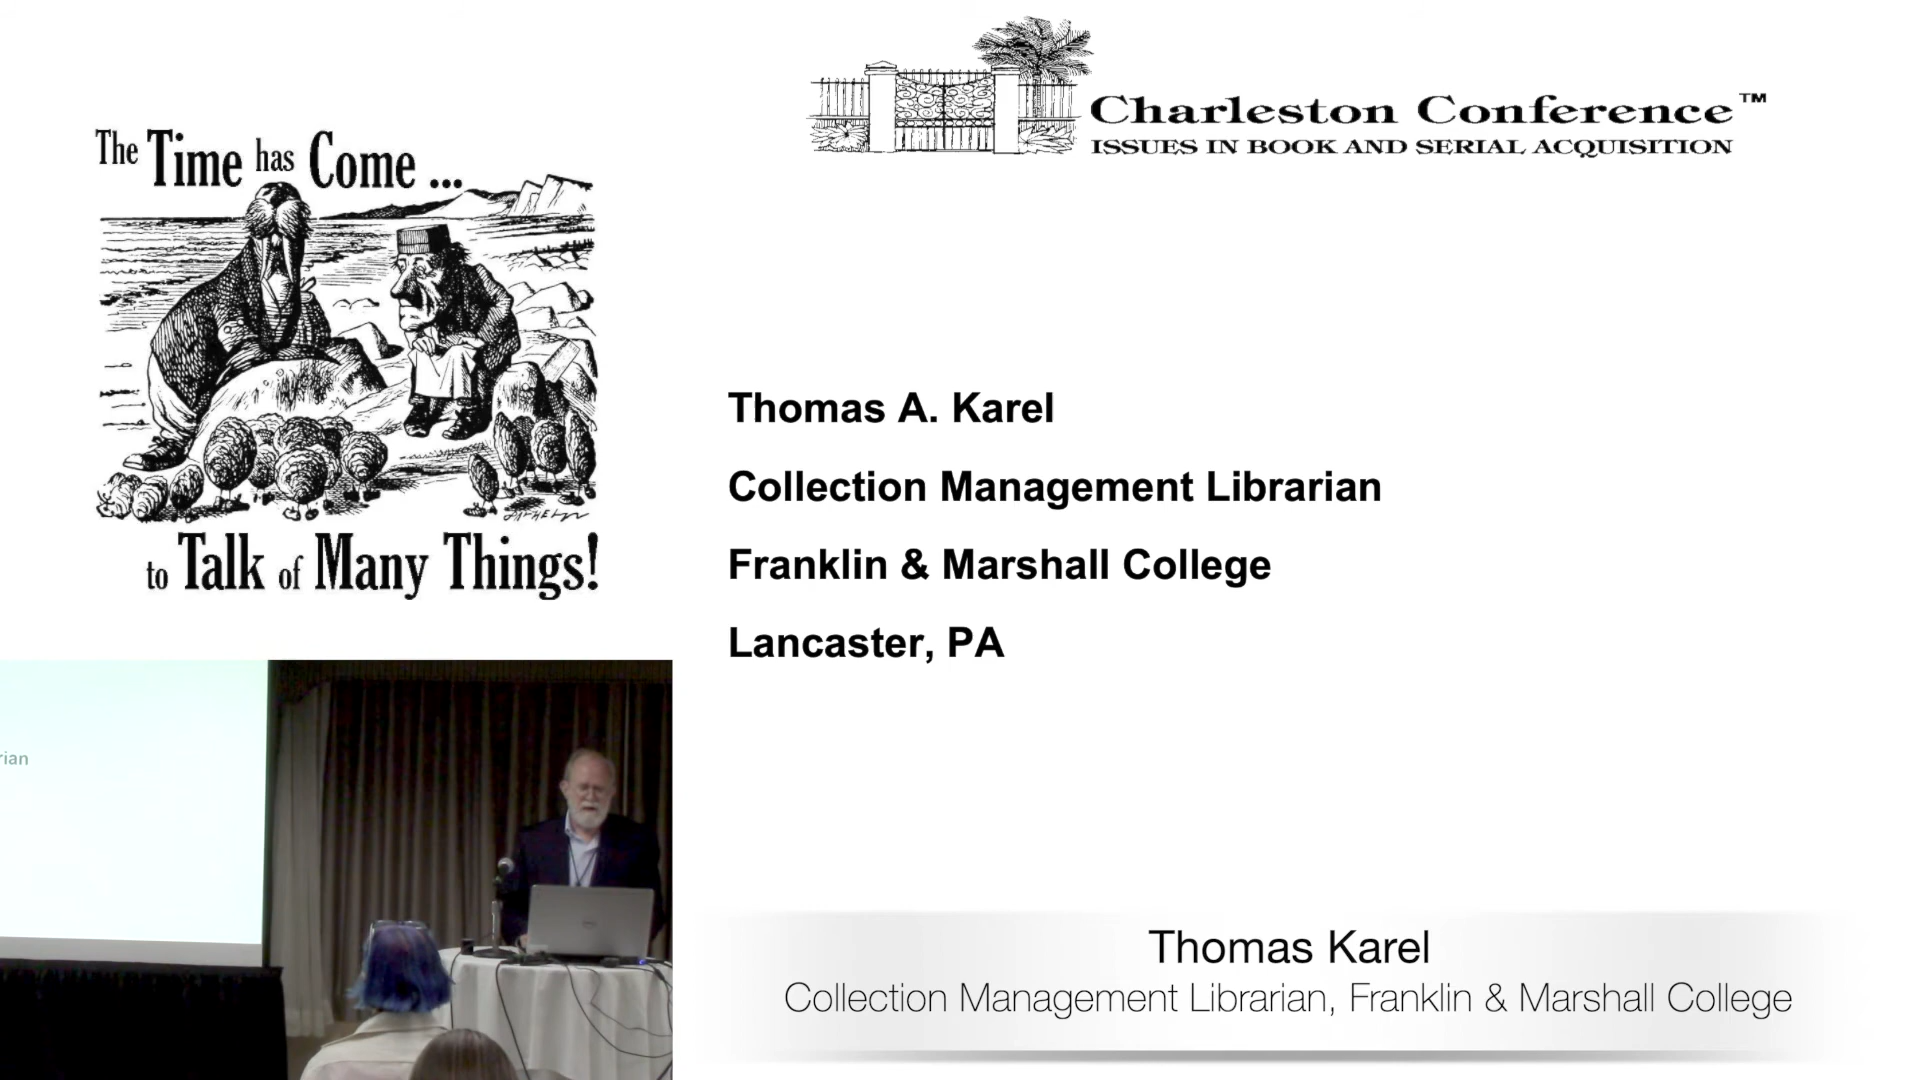 Charleston Conference™
ISSUES IN BOOK AND SERIAL ACQUISITION
The Time has Come ...
to Talk of Many Things!
Thomas A. Karel
Collection Management Librarian
Franklin & Marshall College
Lancaster, PA
rian
Thomas Karel
Collection Management Librarian, Franklin & Marshall College